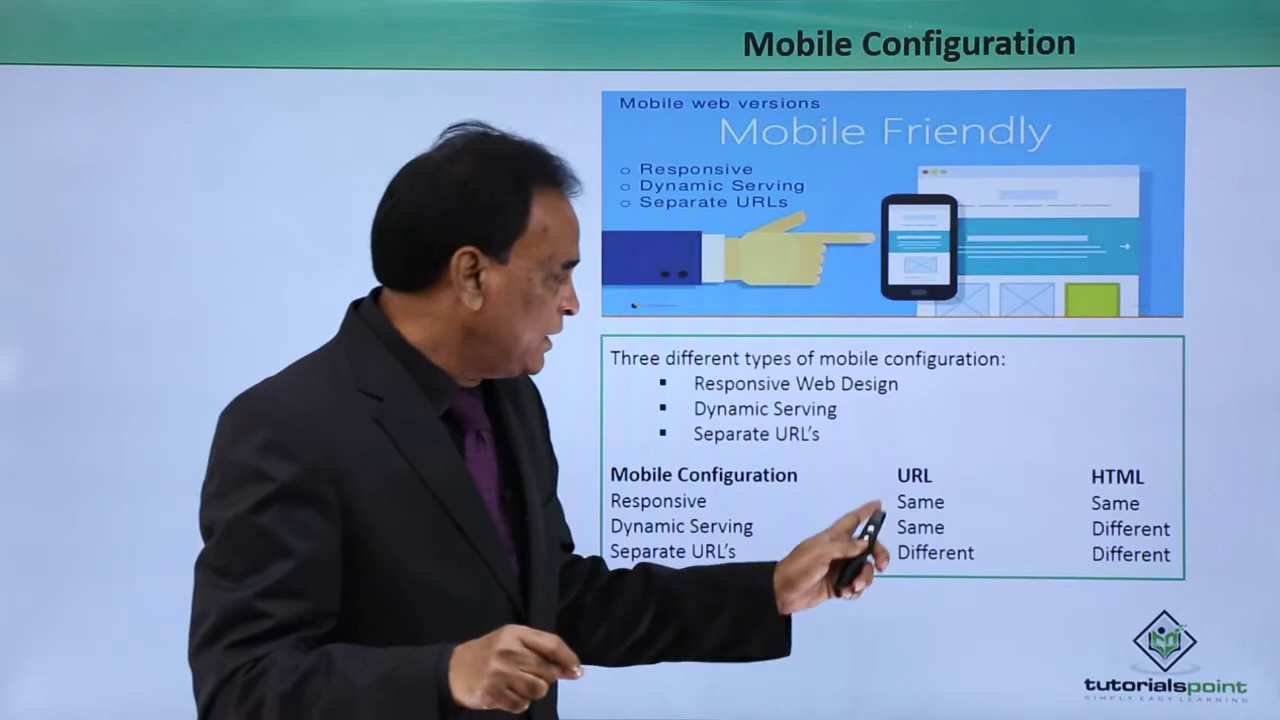 Mobile Configuration
Mobile web versions
Mobile Friendly
○ Responsive
○ Dynamic Serving
○ Separate URLs
Three different types of mobile configuration:
▪ Responsive Web Design
▪ Dynamic Serving
▪ Separate URL’s
Mobile Configuration URL HTML
Responsive Same Same
Dynamic Serving Same Different
Separate URL’s Different Different
tutorialspoint
SIMPLY EASY LEARNING